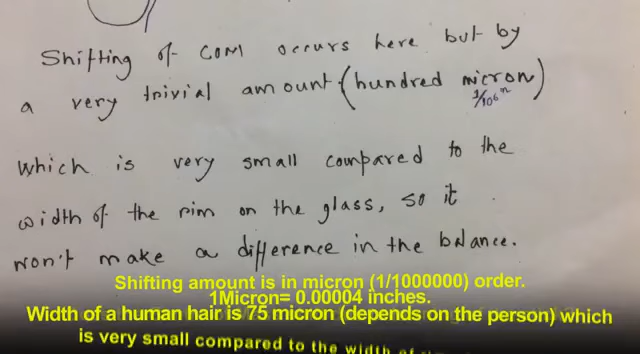 Shifting of COM occurs here but by
a very trivial amount (hundred micron)
1/10⁶ m
which is very small compared to the
width of the rim on the glass, so it
won't make a difference in the balance.
Shifting amount is in micron (1/1000000) order.
1Micron= 0.00004 inches.
Width of a human hair is 75 micron (depends on the person) which
is very small compared to the width of